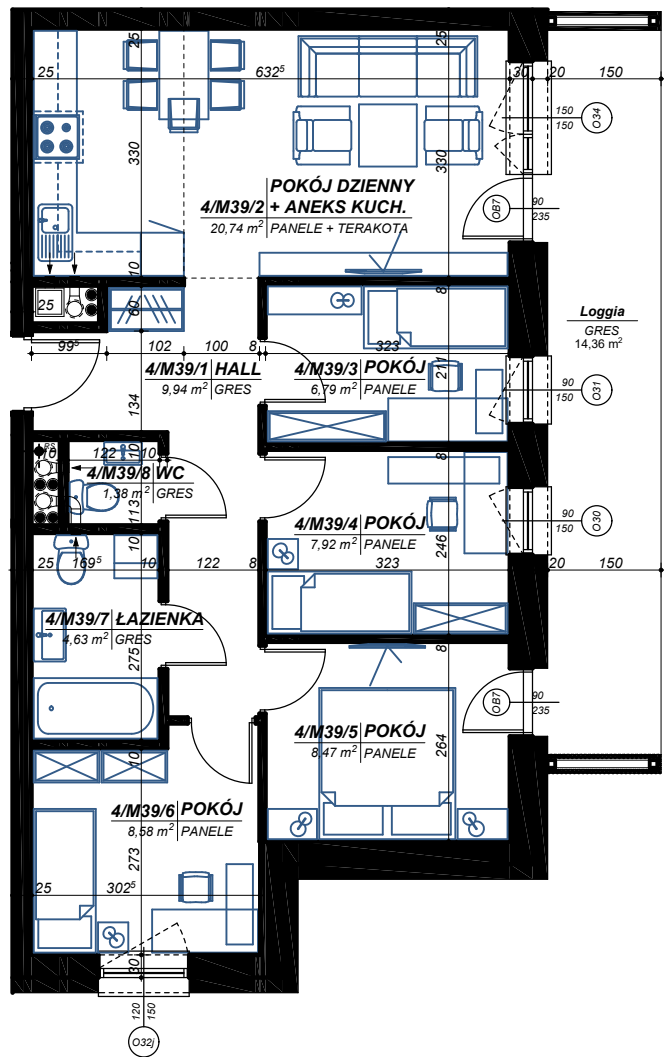 25 25
25 632⁵ 30 20 150
150
150 O34
330 330
POKÓJ DZIENNY
4/M39/2 + ANEKS KUCH.
20,74 m² PANELE + TERAKOTA
OB7 90
235
10
25 60 8
Loggia
GRES
14,36 m²
99⁵ 102 100 8 323
4/M39/1 HALL
9,94 m² GRES
4/M39/3 POKÓJ
6,79 m² PANELE
211
90
150 O31
134
10 122 10 10
8
4/M39/8 WC
1,38 m² GRES
113
4/M39/4 POKÓJ
7,92 m² PANELE
246
90
150 O30
10
25 169⁵ 10 122 8 323 20 150
4/M39/7 ŁAZIENKA
4,63 m² GRES
275
8
OB7 90
235
4/M39/5 POKÓJ
8,47 m² PANELE
264
10
4/M39/6 POKÓJ
8,58 m² PANELE
273
25 302⁵
30
120
150
O32j